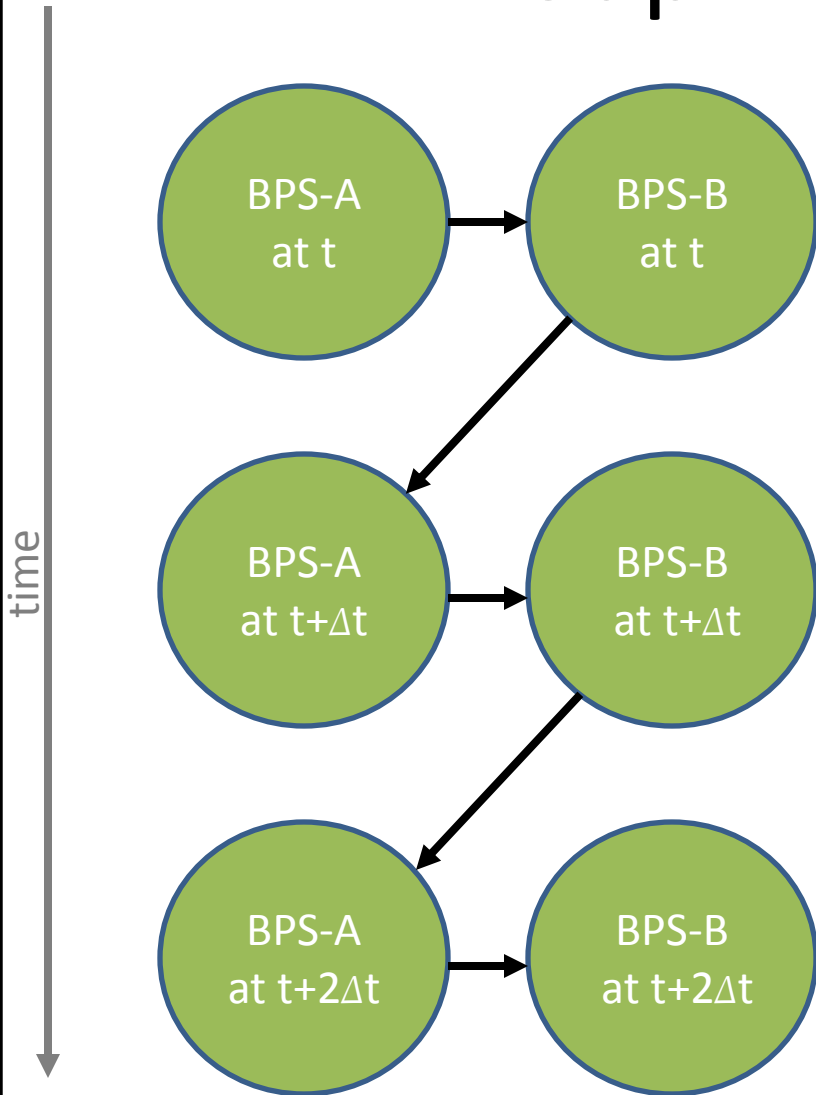 BPS-A
at t
BPS-B
at t
time
BPS-A
at t+Δt
BPS-B
at t+Δt
BPS-A
at t+2Δt
BPS-B
at t+2Δt